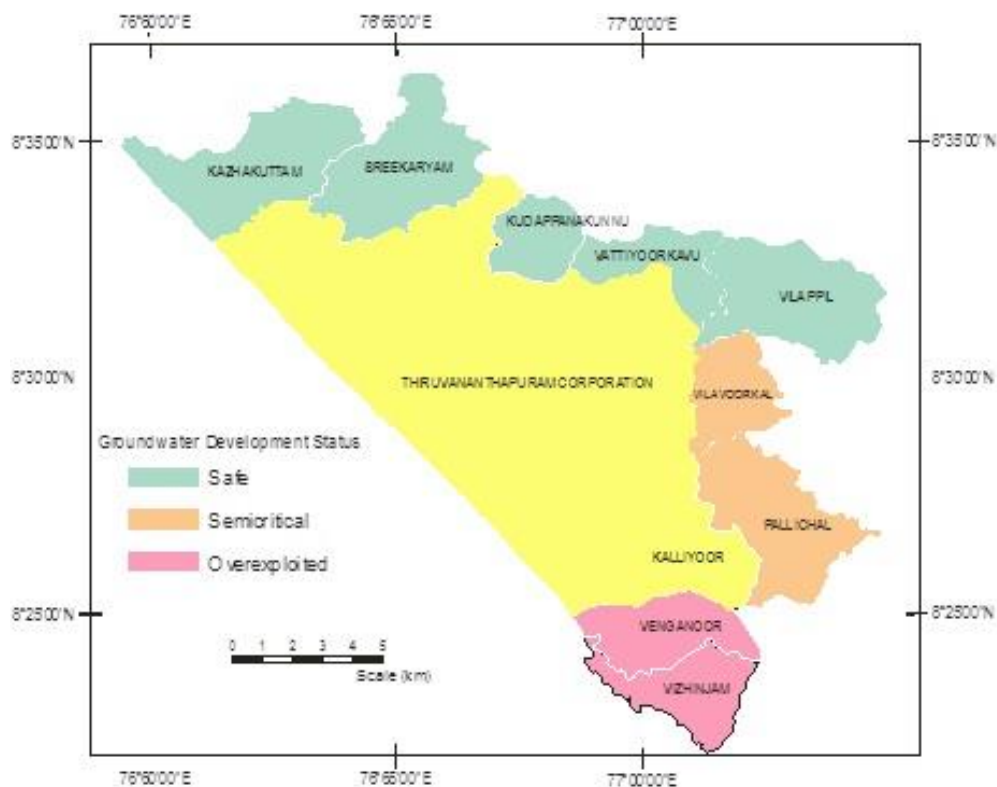 76°60'00"E 76°65'00"E 77°00'00"E
8°35'00"N 8°35'00"N
KAZHAKUTTAM
SREEKARYAM
KUDAPPANAKUNNU
VATTIYOORKAVU
VILAPPIL
8°30'00"N 8°30'00"N
THIRUVANANTHAPURAM CORPORATION
VILAVOORKAL
Groundwater Development Status
Safe
Semicritical
Overexploited
PALLICHAL
KALLIYOOR
8°25'00"N 8°25'00"N
VENGANOOR
0 1 2 3 4 5
Scale (km)
VIZHINJAM
76°60'00"E 76°65'00"E 77°00'00"E